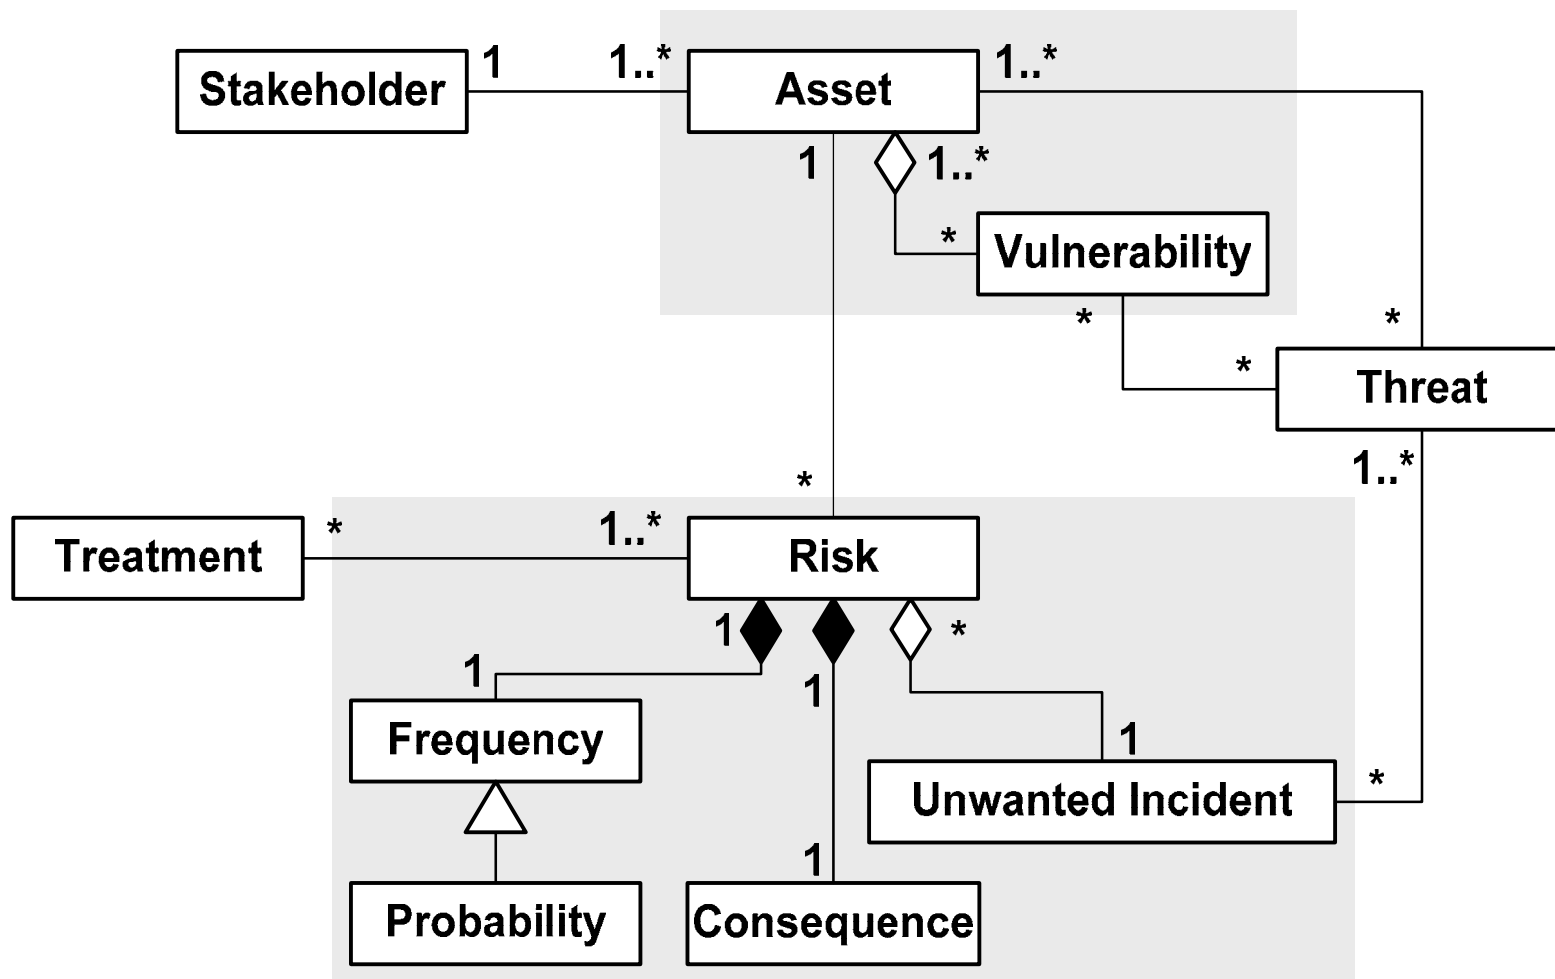 Stakeholder 1 1..* Asset 1..*
1 1..*
* Vulnerability
* *
* Threat
1..*
*
Treatment * 1..* Risk
1 *
1 1
Frequency 1
Unwanted Incident *
1
Probability Consequence